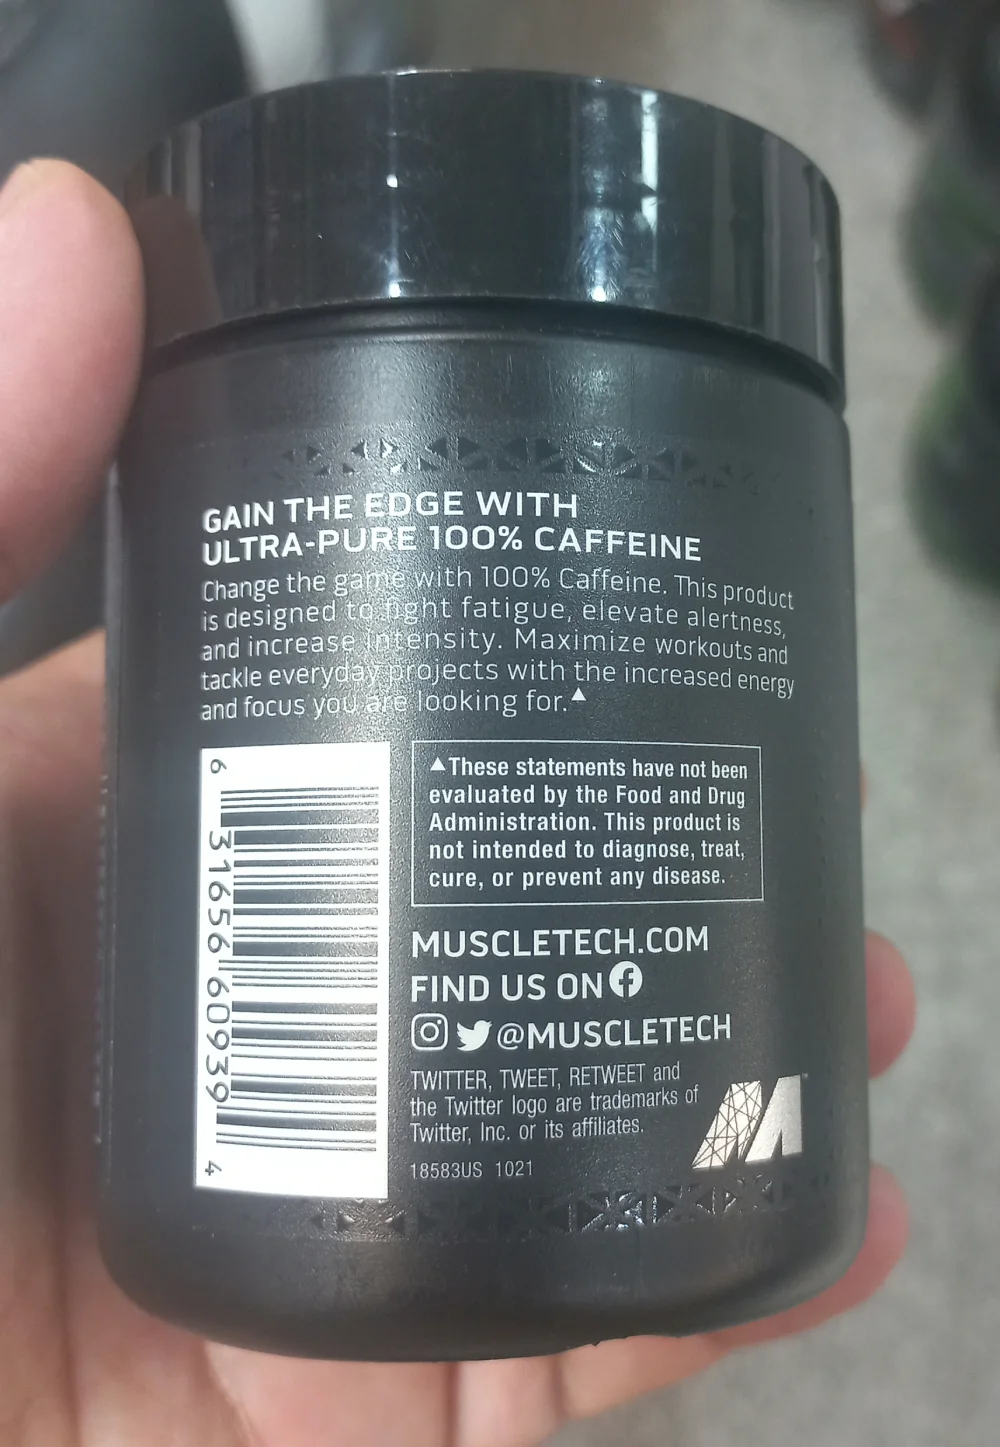 GAIN THE EDGE WITH
ULTRA-PURE 100% CAFFEINE
Change the game with 100% Caffeine. This product
is designed to fight fatigue, elevate alertness,
and increase intensity. Maximize workouts and
tackle everyday projects with the increased energy
and focus you are looking for.▲
6 31656 60939 4
▲These statements have not been
evaluated by the Food and Drug
Administration. This product is
not intended to diagnose, treat,
cure, or prevent any disease.
MUSCLETECH.COM
FIND US ON
@MUSCLETECH
TWITTER, TWEET, RETWEET and
the Twitter logo are trademarks of
Twitter, Inc. or its affiliates.
18583US 1021